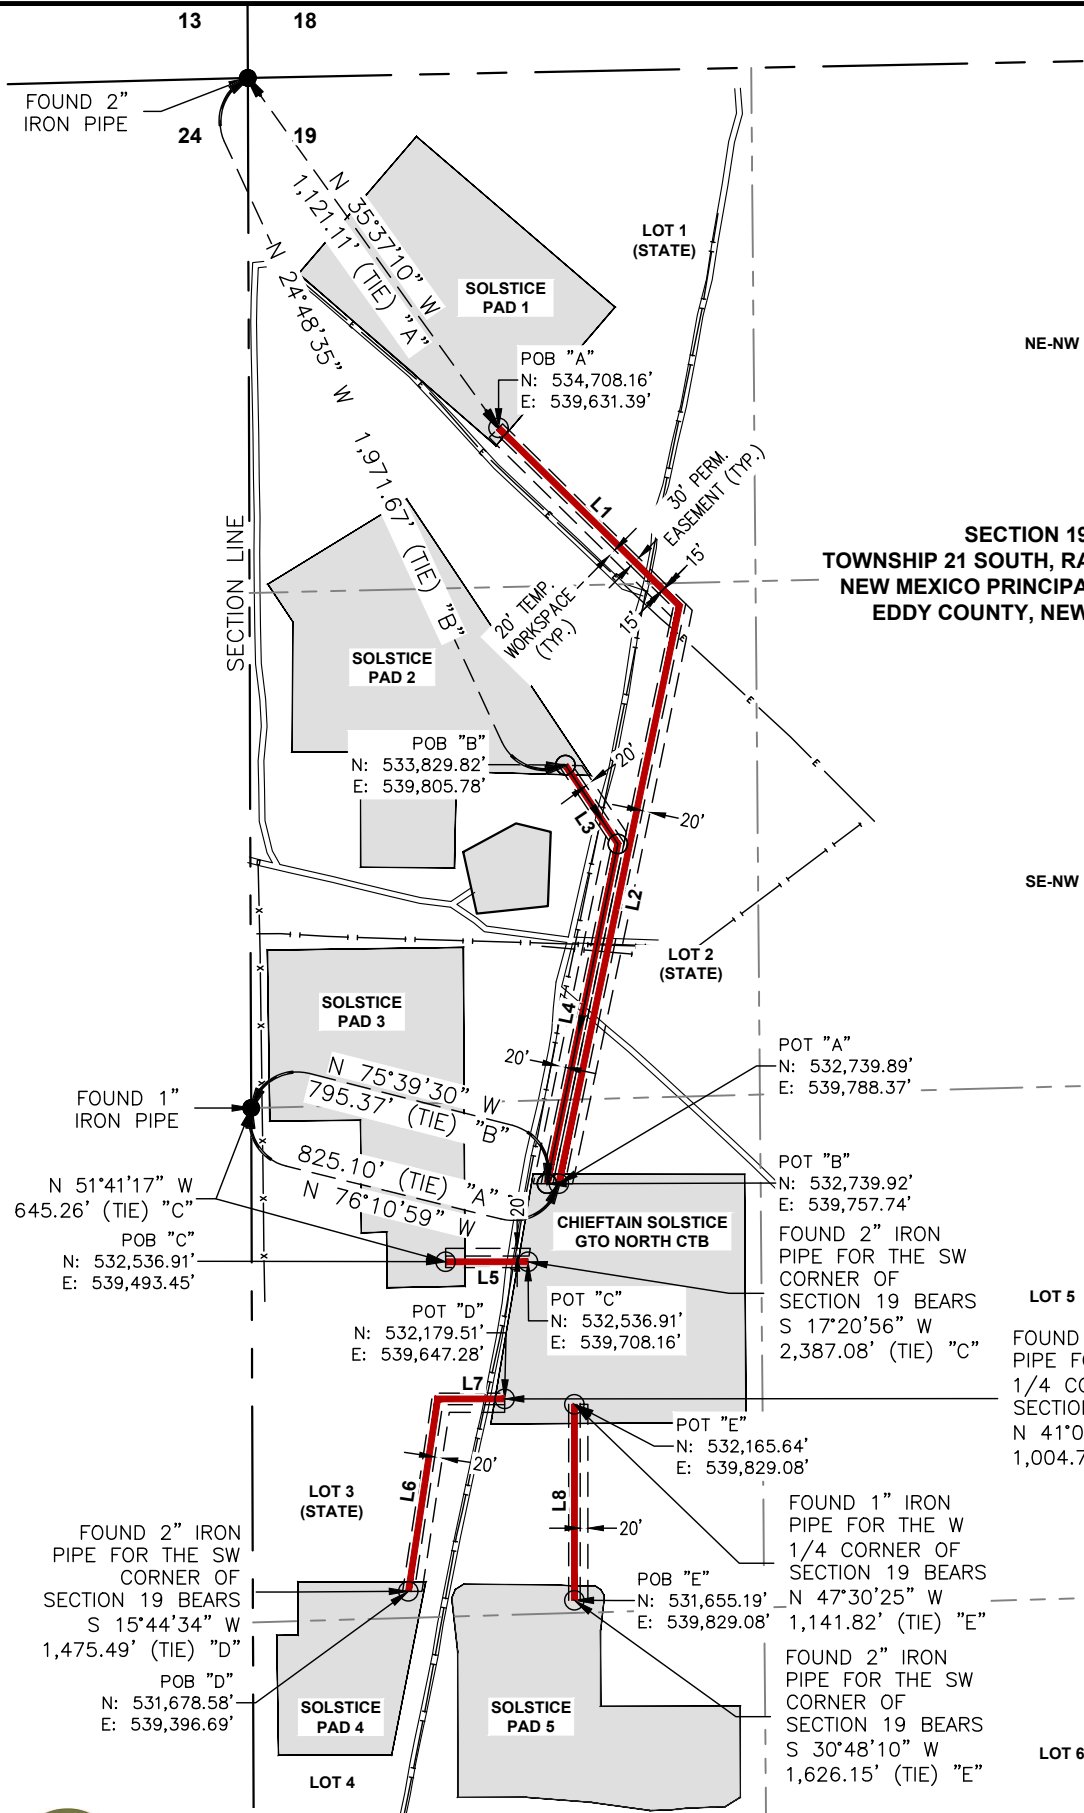 13 18
FOUND 2"
IRON PIPE
24 19
N 35°37'10" W
1,121.11' (TIE) "A"
N 24°48'35" W 1,971.67' (TIE) "B"
LOT 1
(STATE)
SOLSTICE
PAD 1
NE-NW
POB "A"
N: 534,708.16'
E: 539,631.39'
L1
30' PERM.
EASEMENT (TYP.)
15'
15'
20' TEMP.
WORKSPACE
(TYP.)
SECTION LINE
SECTION 19
TOWNSHIP 21 SOUTH, RA
NEW MEXICO PRINCIPA
EDDY COUNTY, NEW
SOLSTICE
PAD 2
POB "B"
N: 533,829.82'
E: 539,805.78'
20'
L3
20'
L2
SE-NW
LOT 2
(STATE)
SOLSTICE
PAD 3
L4
20'
POT "A"
N: 532,739.89'
E: 539,788.37'
FOUND 1"
IRON PIPE
N 75°39'30" W
795.37' (TIE) "B"
825.10' (TIE) "A"
N 76°10'59" W
POT "B"
N: 532,739.92'
E: 539,757.74'
N 51°41'17" W
645.26' (TIE) "C"
20'
CHIEFTAIN SOLSTICE
GTO NORTH CTB
POB "C"
N: 532,536.91'
E: 539,493.45'
L5
FOUND 2" IRON
PIPE FOR THE SW
CORNER OF
SECTION 19 BEARS
S 17°20'56" W
2,387.08' (TIE) "C"
LOT 5
POT "C"
N: 532,536.91'
E: 539,708.16'
POT "D"
N: 532,179.51'
E: 539,647.28'
FOUND
PIPE FO
1/4 CO
SECTION
N 41°0
1,004.7
L7
POT "E"
N: 532,165.64'
E: 539,829.08'
20'
L6
LOT 3
(STATE)
L8
20'
FOUND 1" IRON
PIPE FOR THE W
1/4 CORNER OF
SECTION 19 BEARS
N 47°30'25" W
1,141.82' (TIE) "E"
FOUND 2" IRON
PIPE FOR THE SW
CORNER OF
SECTION 19 BEARS
S 15°44'34" W
1,475.49' (TIE) "D"
POB "E"
N: 531,655.19'
E: 539,829.08'
POB "D"
N: 531,678.58'
E: 539,396.69'
FOUND 2" IRON
PIPE FOR THE SW
CORNER OF
SECTION 19 BEARS
S 30°48'10" W
1,626.15' (TIE) "E"
SOLSTICE
PAD 4
SOLSTICE
PAD 5
LOT 4
LOT 6